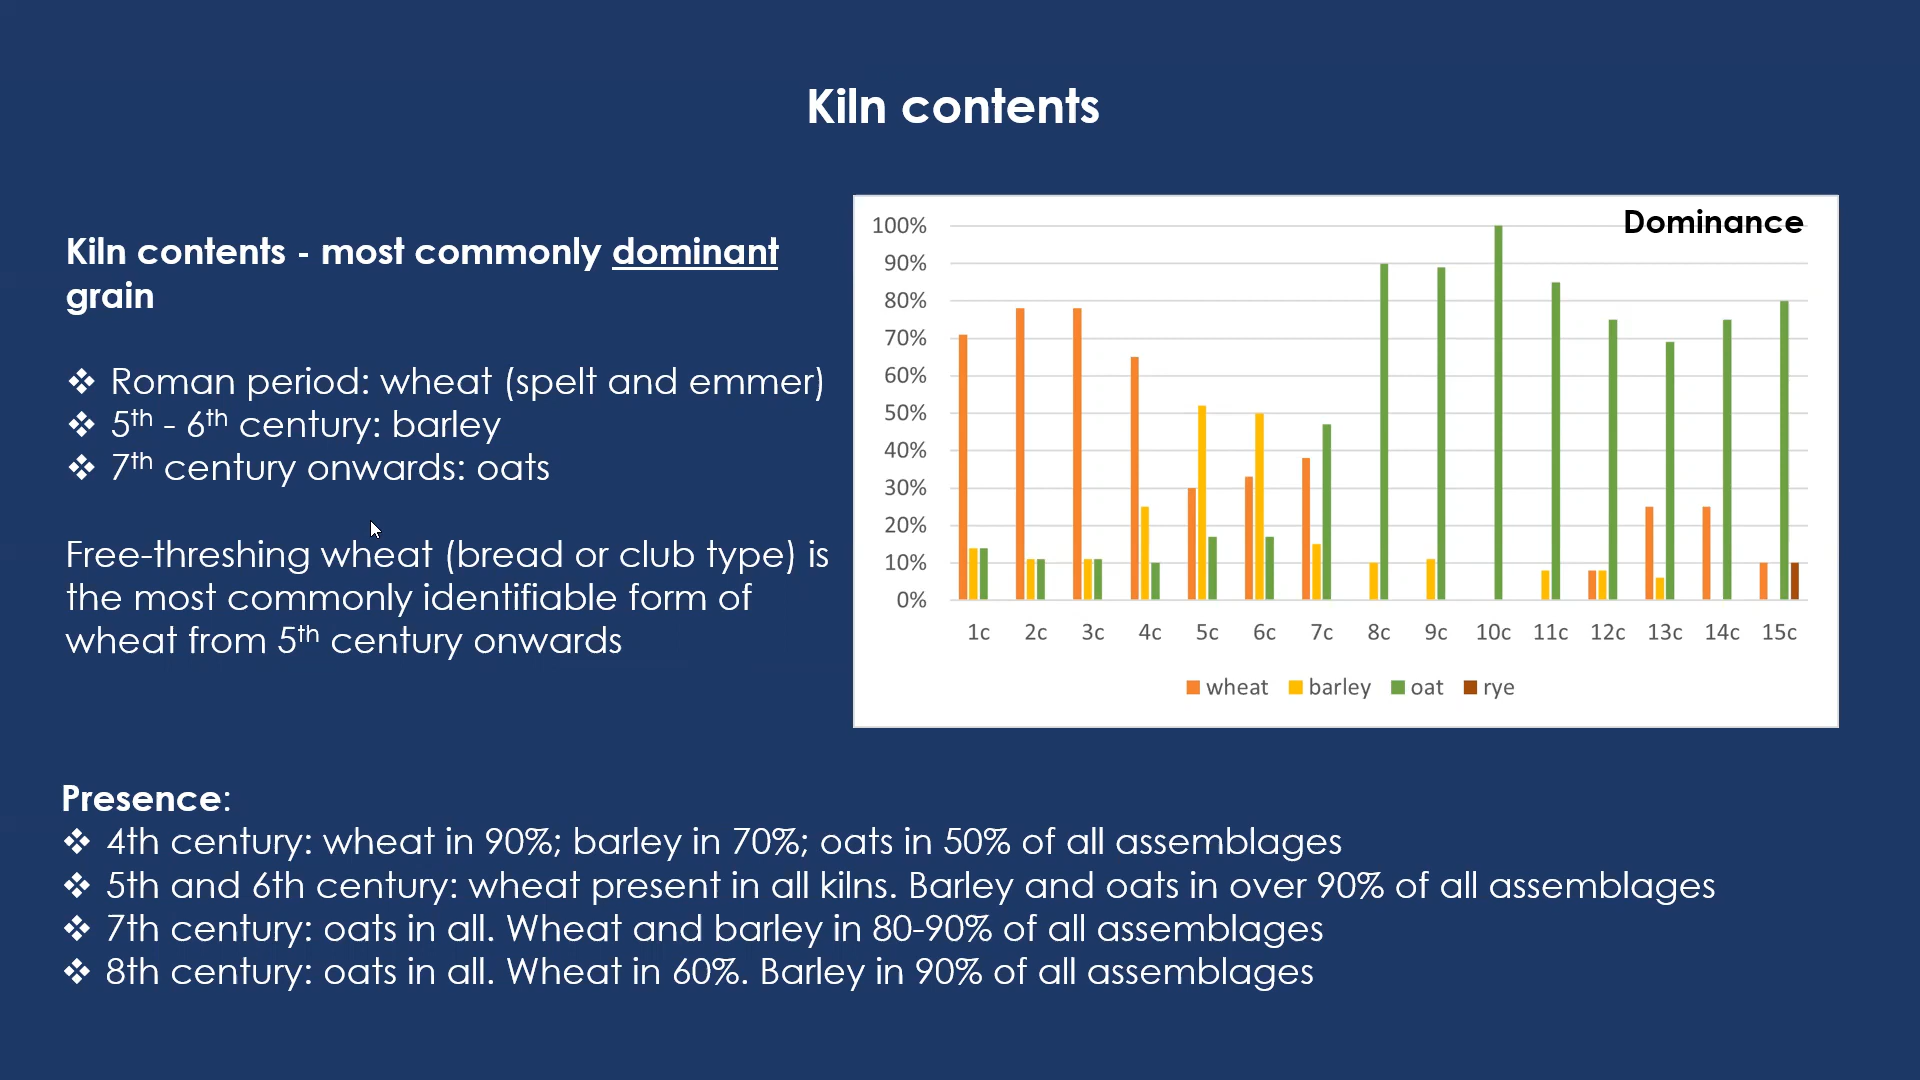 Kiln contents
Kiln contents - most commonly dominant
grain
❖ Roman period: wheat (spelt and emmer)
❖ 5th - 6th century: barley
❖ 7th century onwards: oats
Free-threshing wheat (bread or club type) is
the most commonly identifiable form of
wheat from 5th century onwards
Dominance
100%
90%
80%
70%
60%
50%
40%
30%
20%
10%
0%
1c 2c 3c 4c 5c 6c 7c 8c 9c 10c 11c 12c 13c 14c 15c
wheat barley oat rye
Presence:
❖ 4th century: wheat in 90%; barley in 70%; oats in 50% of all assemblages
❖ 5th and 6th century: wheat present in all kilns. Barley and oats in over 90% of all assemblages
❖ 7th century: oats in all. Wheat and barley in 80-90% of all assemblages
❖ 8th century: oats in all. Wheat in 60%. Barley in 90% of all assemblages